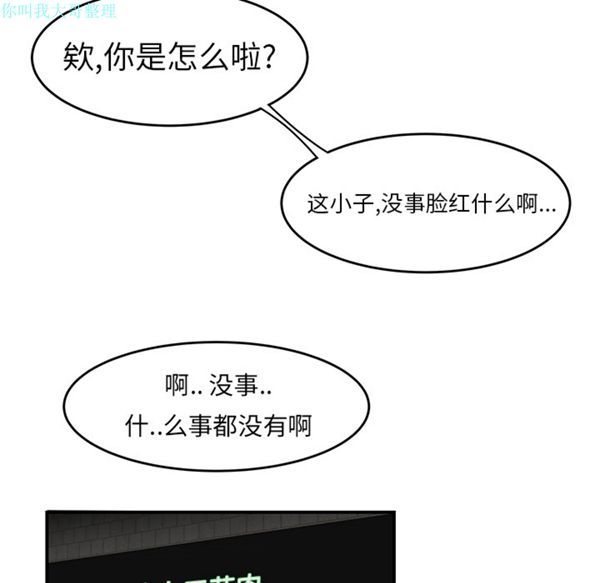 你叫我大哥整理
欸,你是怎么啦?
这小子,没事脸红什么啊...
啊.. 没事..
什..么事都没有啊